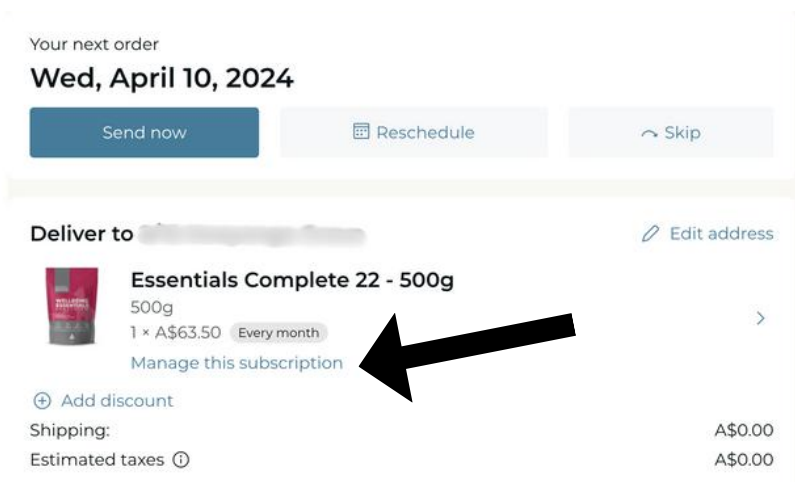 Your next order
Wed, April 10, 2024
Send now
Reschedule
Skip
Deliver to
Edit address
Essentials Complete 22 - 500g
500g
1 × A$63.50 Every month
Manage this subscription
Add discount
Shipping: A$0.00
Estimated taxes A$0.00